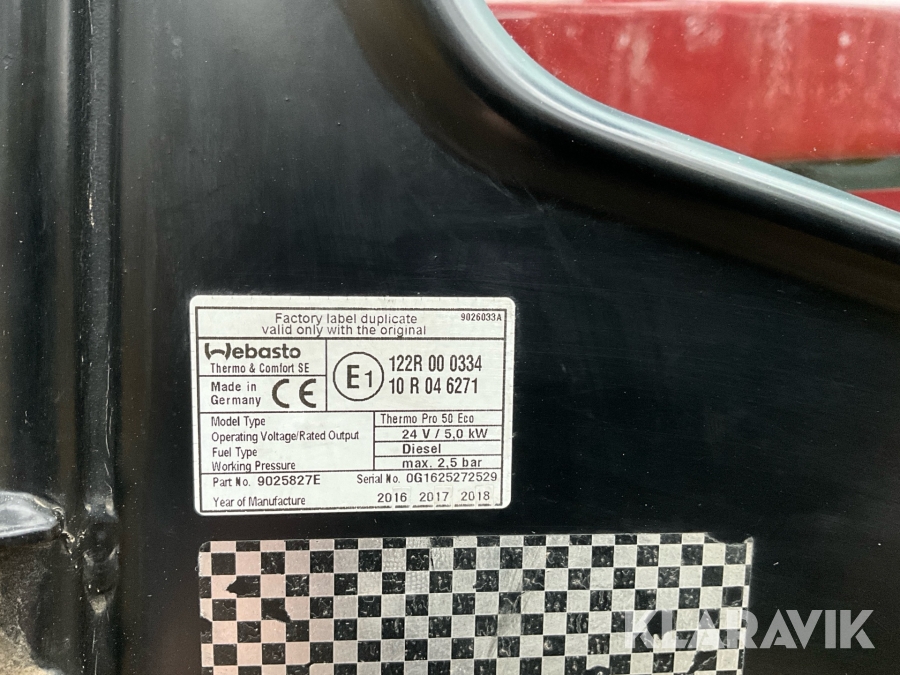 Factory label duplicate 9026033A
valid only with the original
Webasto
Thermo & Comfort SE
Made in
Germany CE
E1
122R 00 0334
10 R 04 6271
Model Type Thermo Pro 50 Eco
Operating Voltage/Rated Output 24 V / 5,0 kW
Fuel Type Diesel
Working Pressure max. 2,5 bar
Part No. 9025827E Serial No. 0G1625272529
Year of Manufacture 2016 2017 2018
KLARAVIK